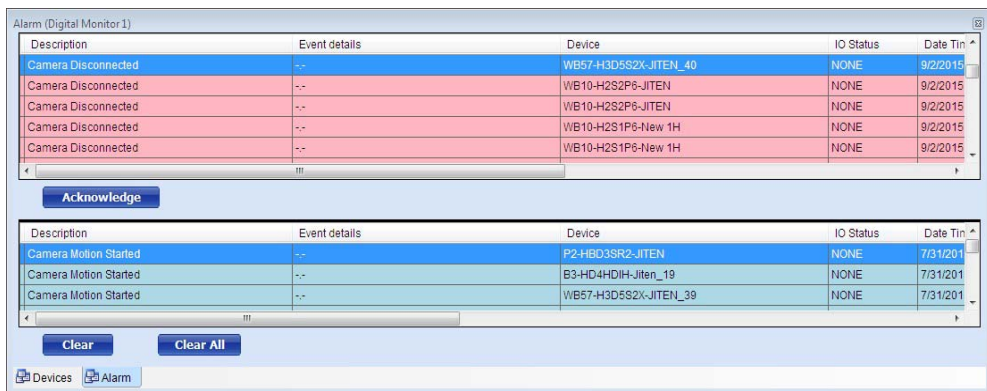 Alarm (Digital Monitor 1)
Description Event details Device IO Status Date Tim
Camera Disconnected -.- WB57-H3D5S2X-JITEN_40 NONE 9/2/2015
Camera Disconnected -.- WB10-H2S2P6-JITEN NONE 9/2/2015
Camera Disconnected -.- WB10-H2S2P6-JITEN NONE 9/2/2015
Camera Disconnected -.- WB10-H2S1P6-New 1H NONE 9/2/2015
Camera Disconnected -.- WB10-H2S1P6-New 1H NONE 9/2/2015
Acknowledge
Description Event details Device IO Status Date Tim
Camera Motion Started -.- P2-HBD3SR2-JITEN NONE 7/31/201
Camera Motion Started -.- B3-HD4HDIH-Jiten_19 NONE 7/31/201
Camera Motion Started -.- WB57-H3D5S2X-JITEN_39 NONE 7/31/201
Clear Clear All
Devices Alarm